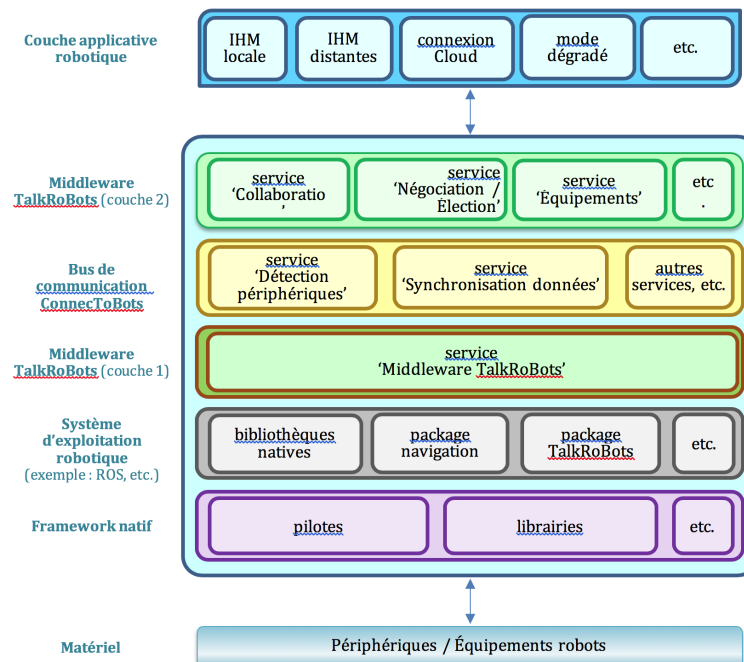 Couche applicative
robotique
IHM
locale
IHM
distantes
connexion
Cloud
mode
dégradé
etc.
Middleware
TalkRoBots (couche 2)
service
‘Collaboratio
’
service
‘Négociation /
Élection’
service
‘Équipements’
etc
.
Bus de
communication
ConnecToBots
service
‘Détection
périphériques’
service
‘Synchronisation données’
autres
services, etc.
Middleware
TalkRoBots (couche 1)
service
‘Middleware TalkRoBots’
Système
d’exploitation
robotique
(exemple : ROS, etc.)
bibliothèques
natives
package
navigation
package
TalkRoBots
etc.
Framework natif
pilotes
librairies
etc.
Matériel
Périphériques / Équipements robots